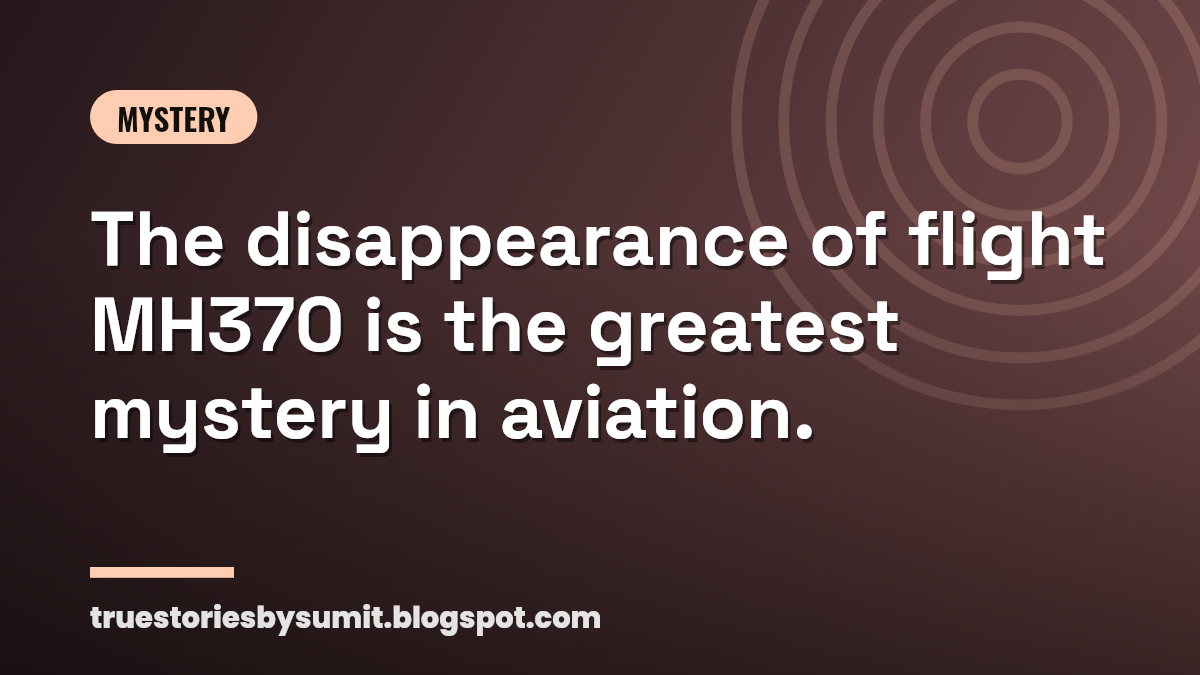 MYSTERY
The disappearance of flight
MH370 is the greatest
mystery in aviation.
truestoriesbysumit.blogspot.com